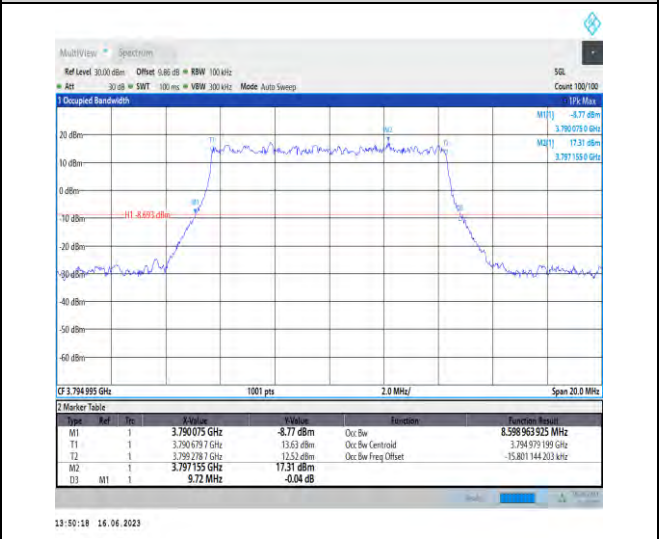 MultiView Spectrum
Ref Level 30.00 dBm Offset 9.86 dB RBW 100 kHz SGL
Att 30 dB SWT 100 ms VBW 300 kHz Mode Auto Sweep Count 100/100
1 Occupied Bandwidth 1Pk Max
M1[1] -8.77 dBm
3.790 075 0 GHz
M2[1] 17.31 dBm
3.797 155 0 GHz
20 dBm
M2
T1 T2
10 dBm
0 dBm
M1 D3
H1 -8.693 dBm
-10 dBm
-20 dBm
-30 dBm
-40 dBm
-50 dBm
-60 dBm
CF 3.794 995 GHz 1001 pts 2.0 MHz/ Span 20.0 MHz
2 Marker Table
Type Ref Trc X-Value Y-Value Function Function Result
M1 1 3.790 075 GHz -8.77 dBm Occ Bw 8.598 963 925 MHz
T1 1 3.790 679 7 GHz 13.63 dBm Occ Bw Centroid 3.794 979 199 GHz
T2 1 3.799 278 7 GHz 12.52 dBm Occ Bw Freq Offset -15.801 144 203 kHz
M2 1 3.797 155 GHz 17.31 dBm
D3 M1 1 9.72 MHz -0.04 dB
13:50:18 16.06.2023